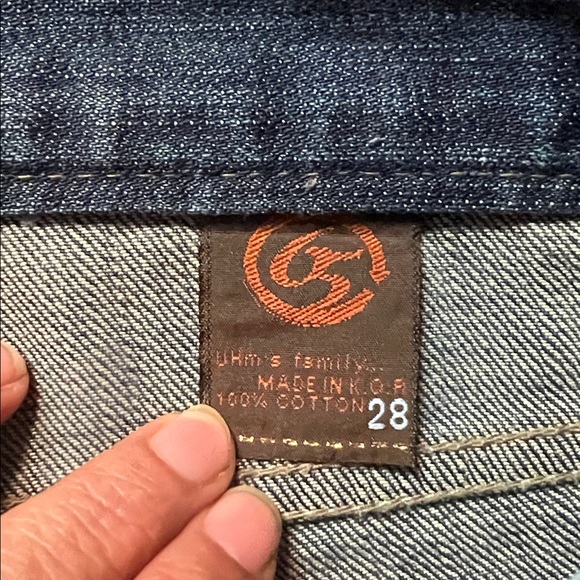 UHm's family...
MADE IN K.O.R
100% COTTON 28